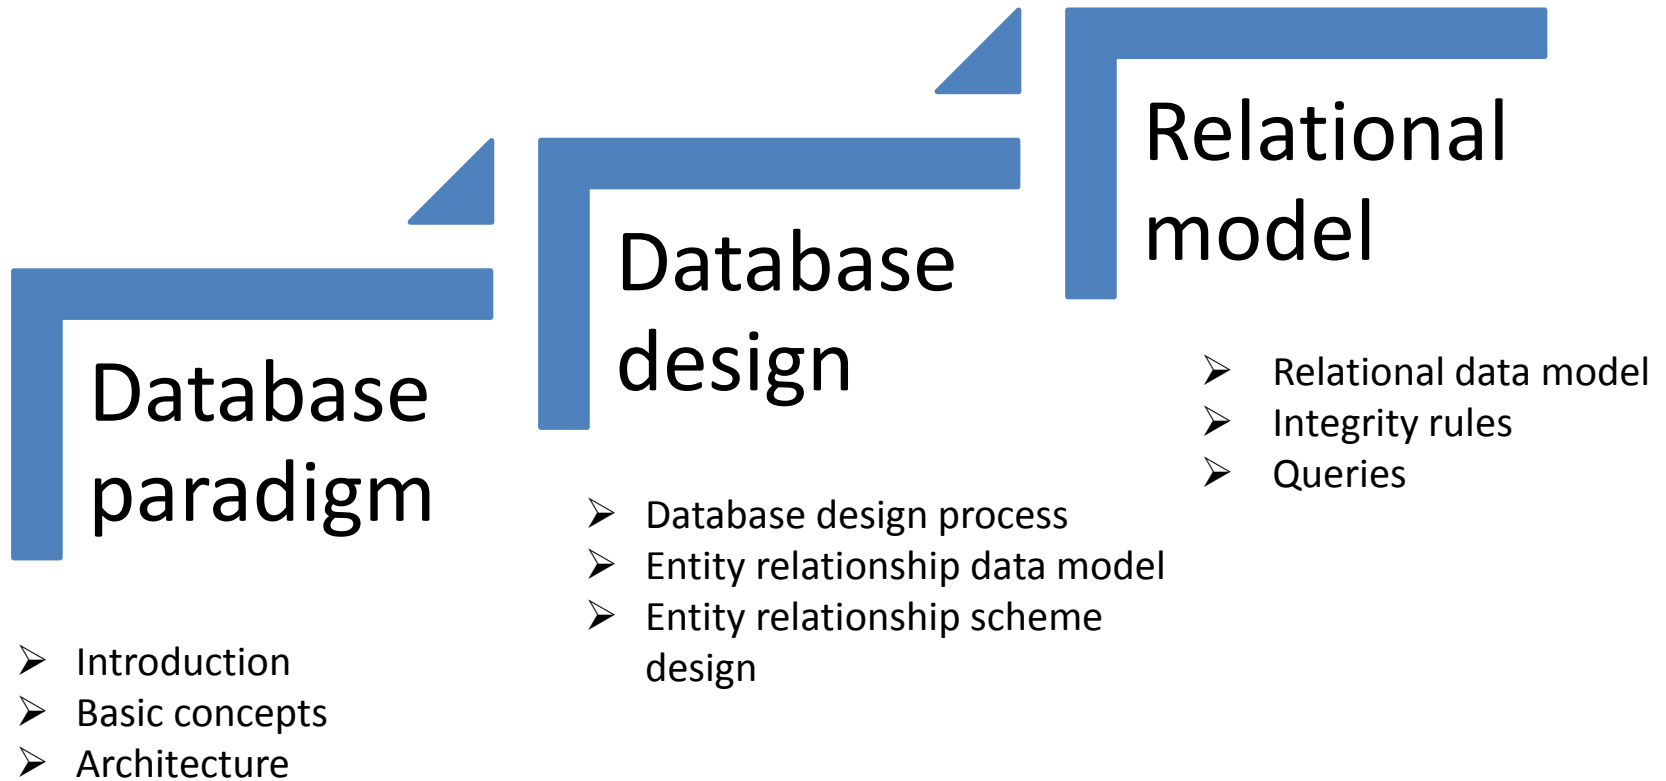 Database
paradigm
➢ Introduction
➢ Basic concepts
➢ Architecture
Database
design
➢ Database design process
➢ Entity relationship data model
➢ Entity relationship scheme
design
Relational
model
➢ Relational data model
➢ Integrity rules
➢ Queries